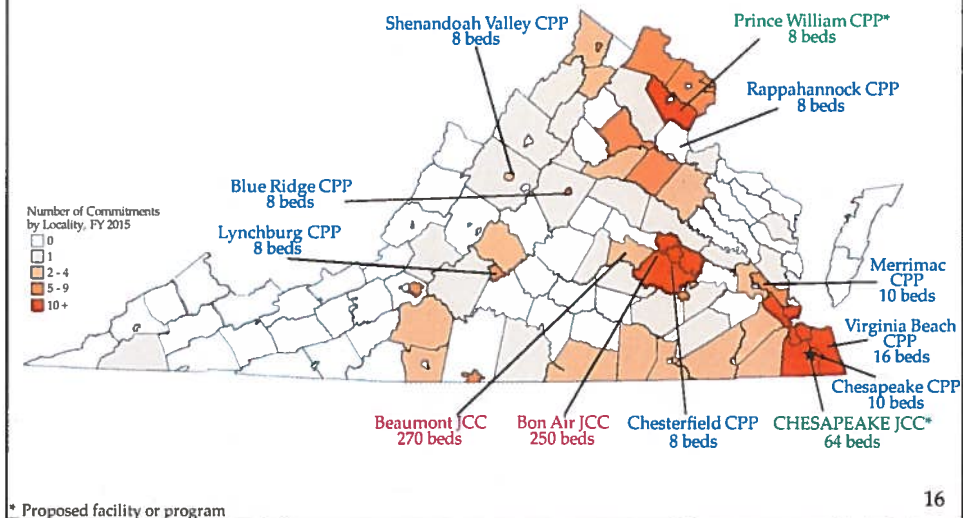 Shenandoah Valley CPP
8 beds
Prince William CPP*
8 beds
Rappahannock CPP
8 beds
Blue Ridge CPP
8 beds
Number of Commitments
by Locality, FY 2015
0
1
2 - 4
5 - 9
10 +
Lynchburg CPP
8 beds
Merrimac
CPP
10 beds
Virginia Beach
CPP
16 beds
Chesapeake CPP
10 beds
Beaumont JCC
270 beds
Bon Air JCC
250 beds
Chesterfield CPP
8 beds
CHESAPEAKE JCC*
64 beds
* Proposed facility or program
16